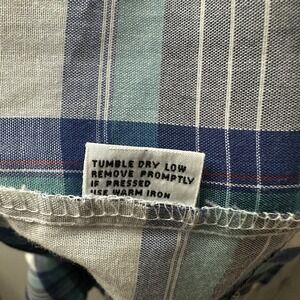 TUMBLE DRY LOW
REMOVE PROMPTLY
IF PRESSED
USE WARM IRON